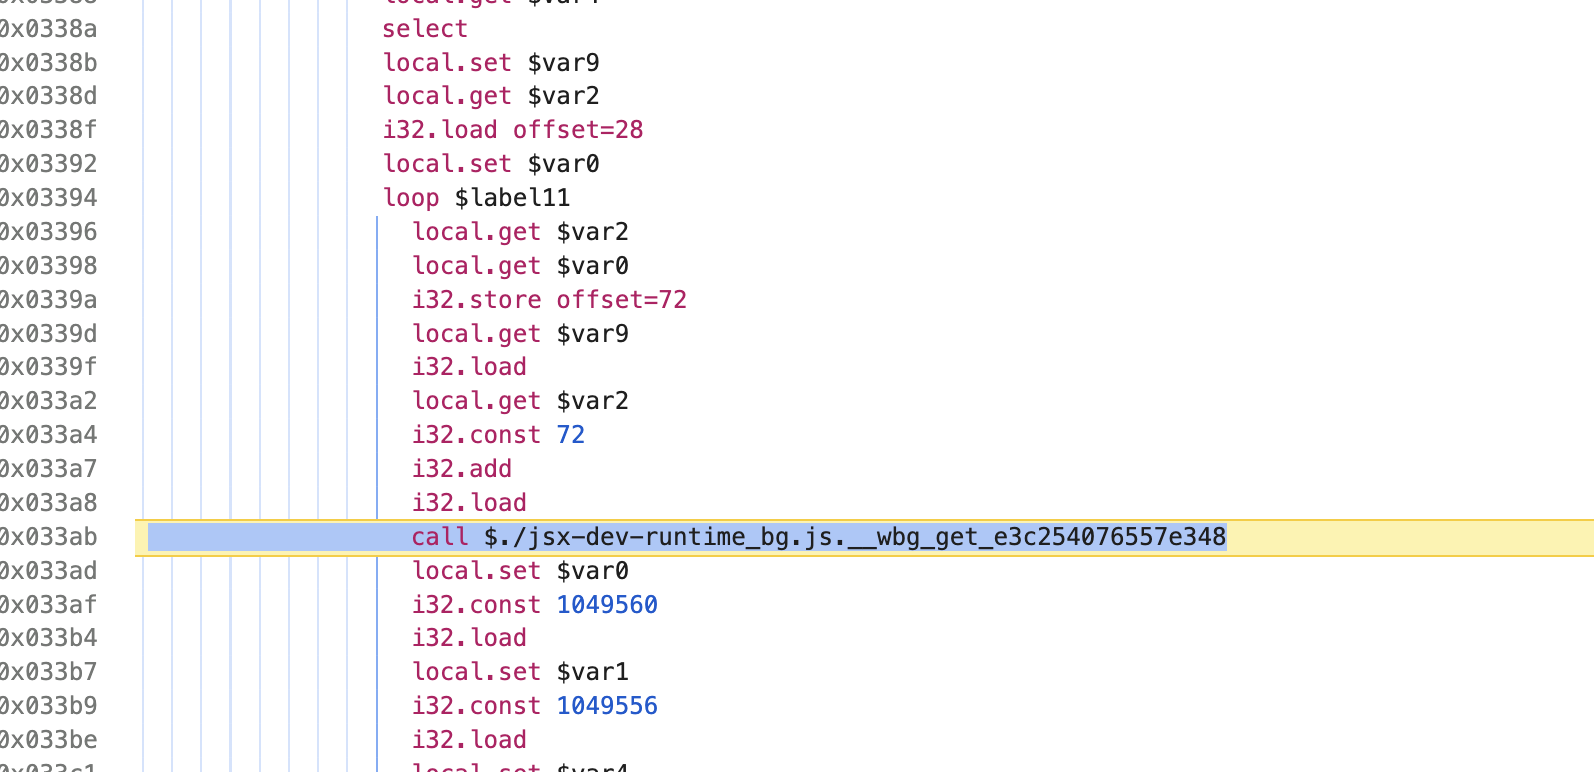 select
0x0338a
local.set $var9
0x0338b
local.get $var2
0x0338d
i32.load offset=28
0x0338f
local.set $var0
0x03392
loop $label11
0x03394
local.get $var2
0x03396
local.get $var0
0x03398
i32.store offset=72
0x0339a
local.get $var9
0x0339d
i32.load
0x0339f
local.get $var2
0x033a2
i32.const 72
0x033a4
i32.add
0x033a7
i32.load
0x033a8
call $./jsx-dev-runtime_bg.js.__wbg_get_e3c254076557e348
0x033ab
local.set $var0
0x033ad
i32.const 1049560
0x033af
i32.load
0x033b4
local.set $var1
0x033b7
i32.const 1049556
0x033b9
i32.load
0x033be